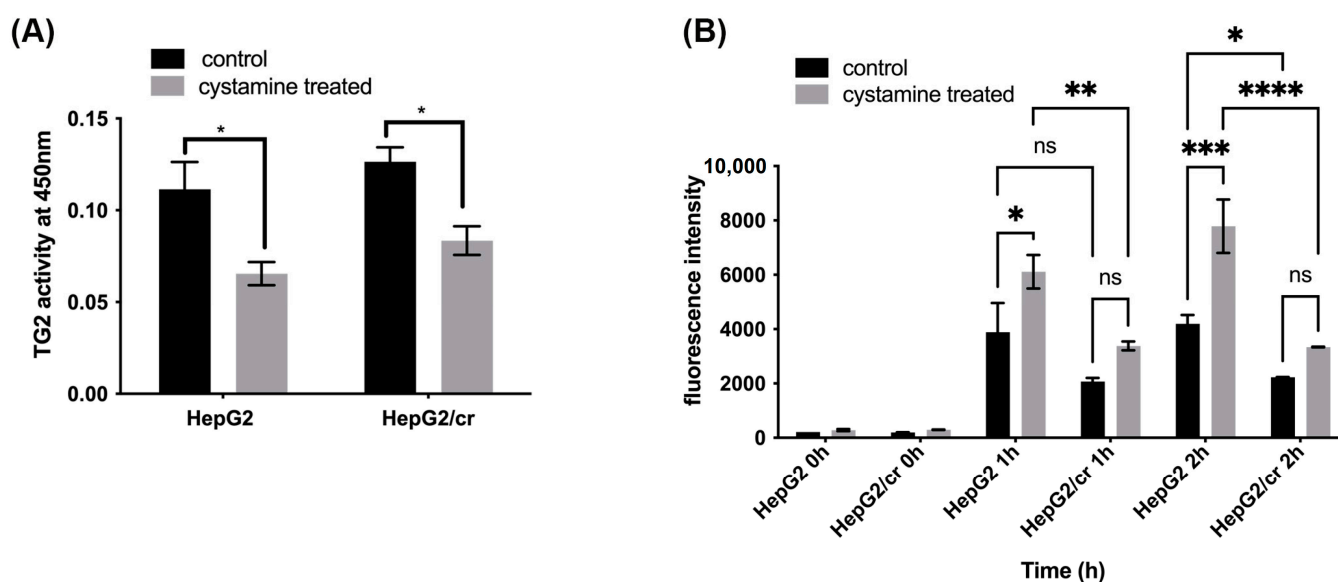 (A)
control
cystamine treated
TG2 activity at 450nm
0.15
0.10
0.05
0.00
*
*
HepG2
HepG2/cr
(B)
control
cystamine treated
fluorescence intensity
10,000
8000
6000
4000
2000
0
*
**
****
ns
***
*
ns
ns
HepG2 0h
HepG2/cr 0h
HepG2 1h
HepG2/cr 1h
HepG2 2h
HepG2/cr 2h
Time (h)